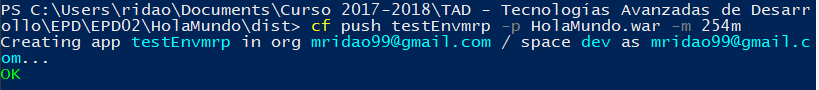 PS C:\Users\ridao\Documents\Curso 2017-2018\TAD - Tecnologías Avanzadas de Desarr
ollo\EPD\EPD02\HolaMundo\dist> cf push testEnvmrp -p HolaMundo.war -m 254m
Creating app testEnvmrp in org mridao99@gmail.com / space dev as mridao99@gmail.c
om...
OK